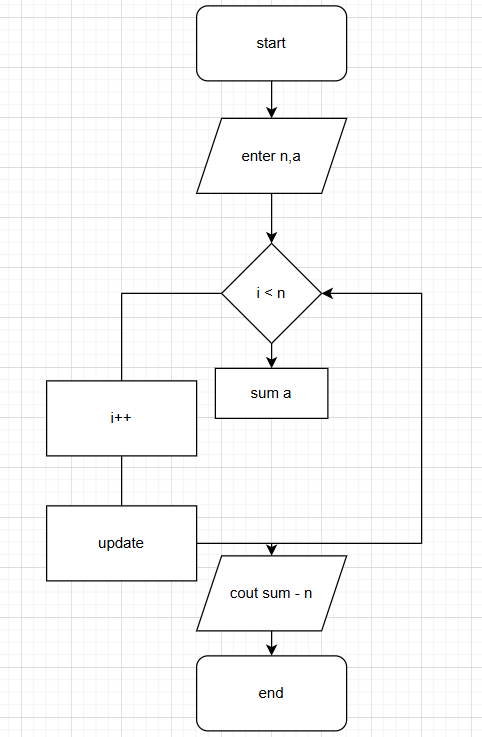 start
enter n,a
i < n
sum a
i++
update
cout sum - n
end